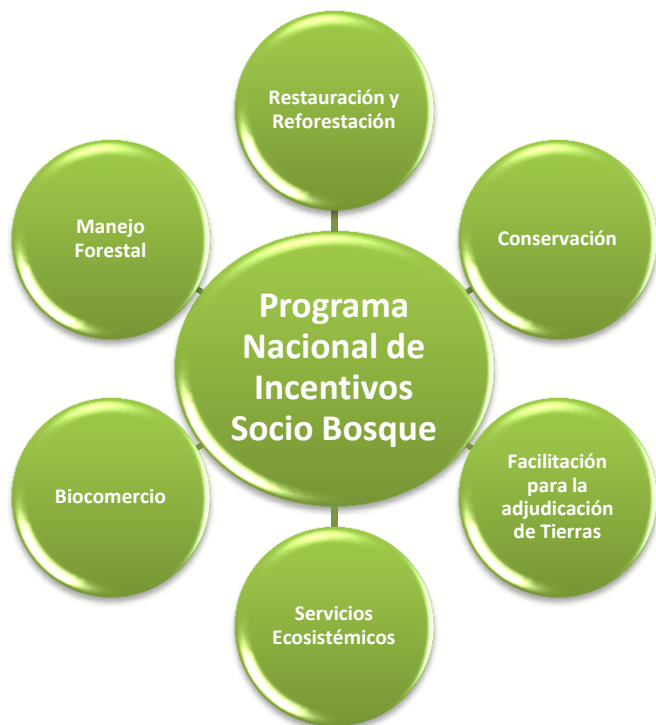 Restauración y
Reforestación
Manejo
Forestal
Conservación
Programa
Nacional de
Incentivos
Socio Bosque
Biocomercio
Facilitación
para la
adjudicación
de Tierras
Servicios
Ecosistémicos